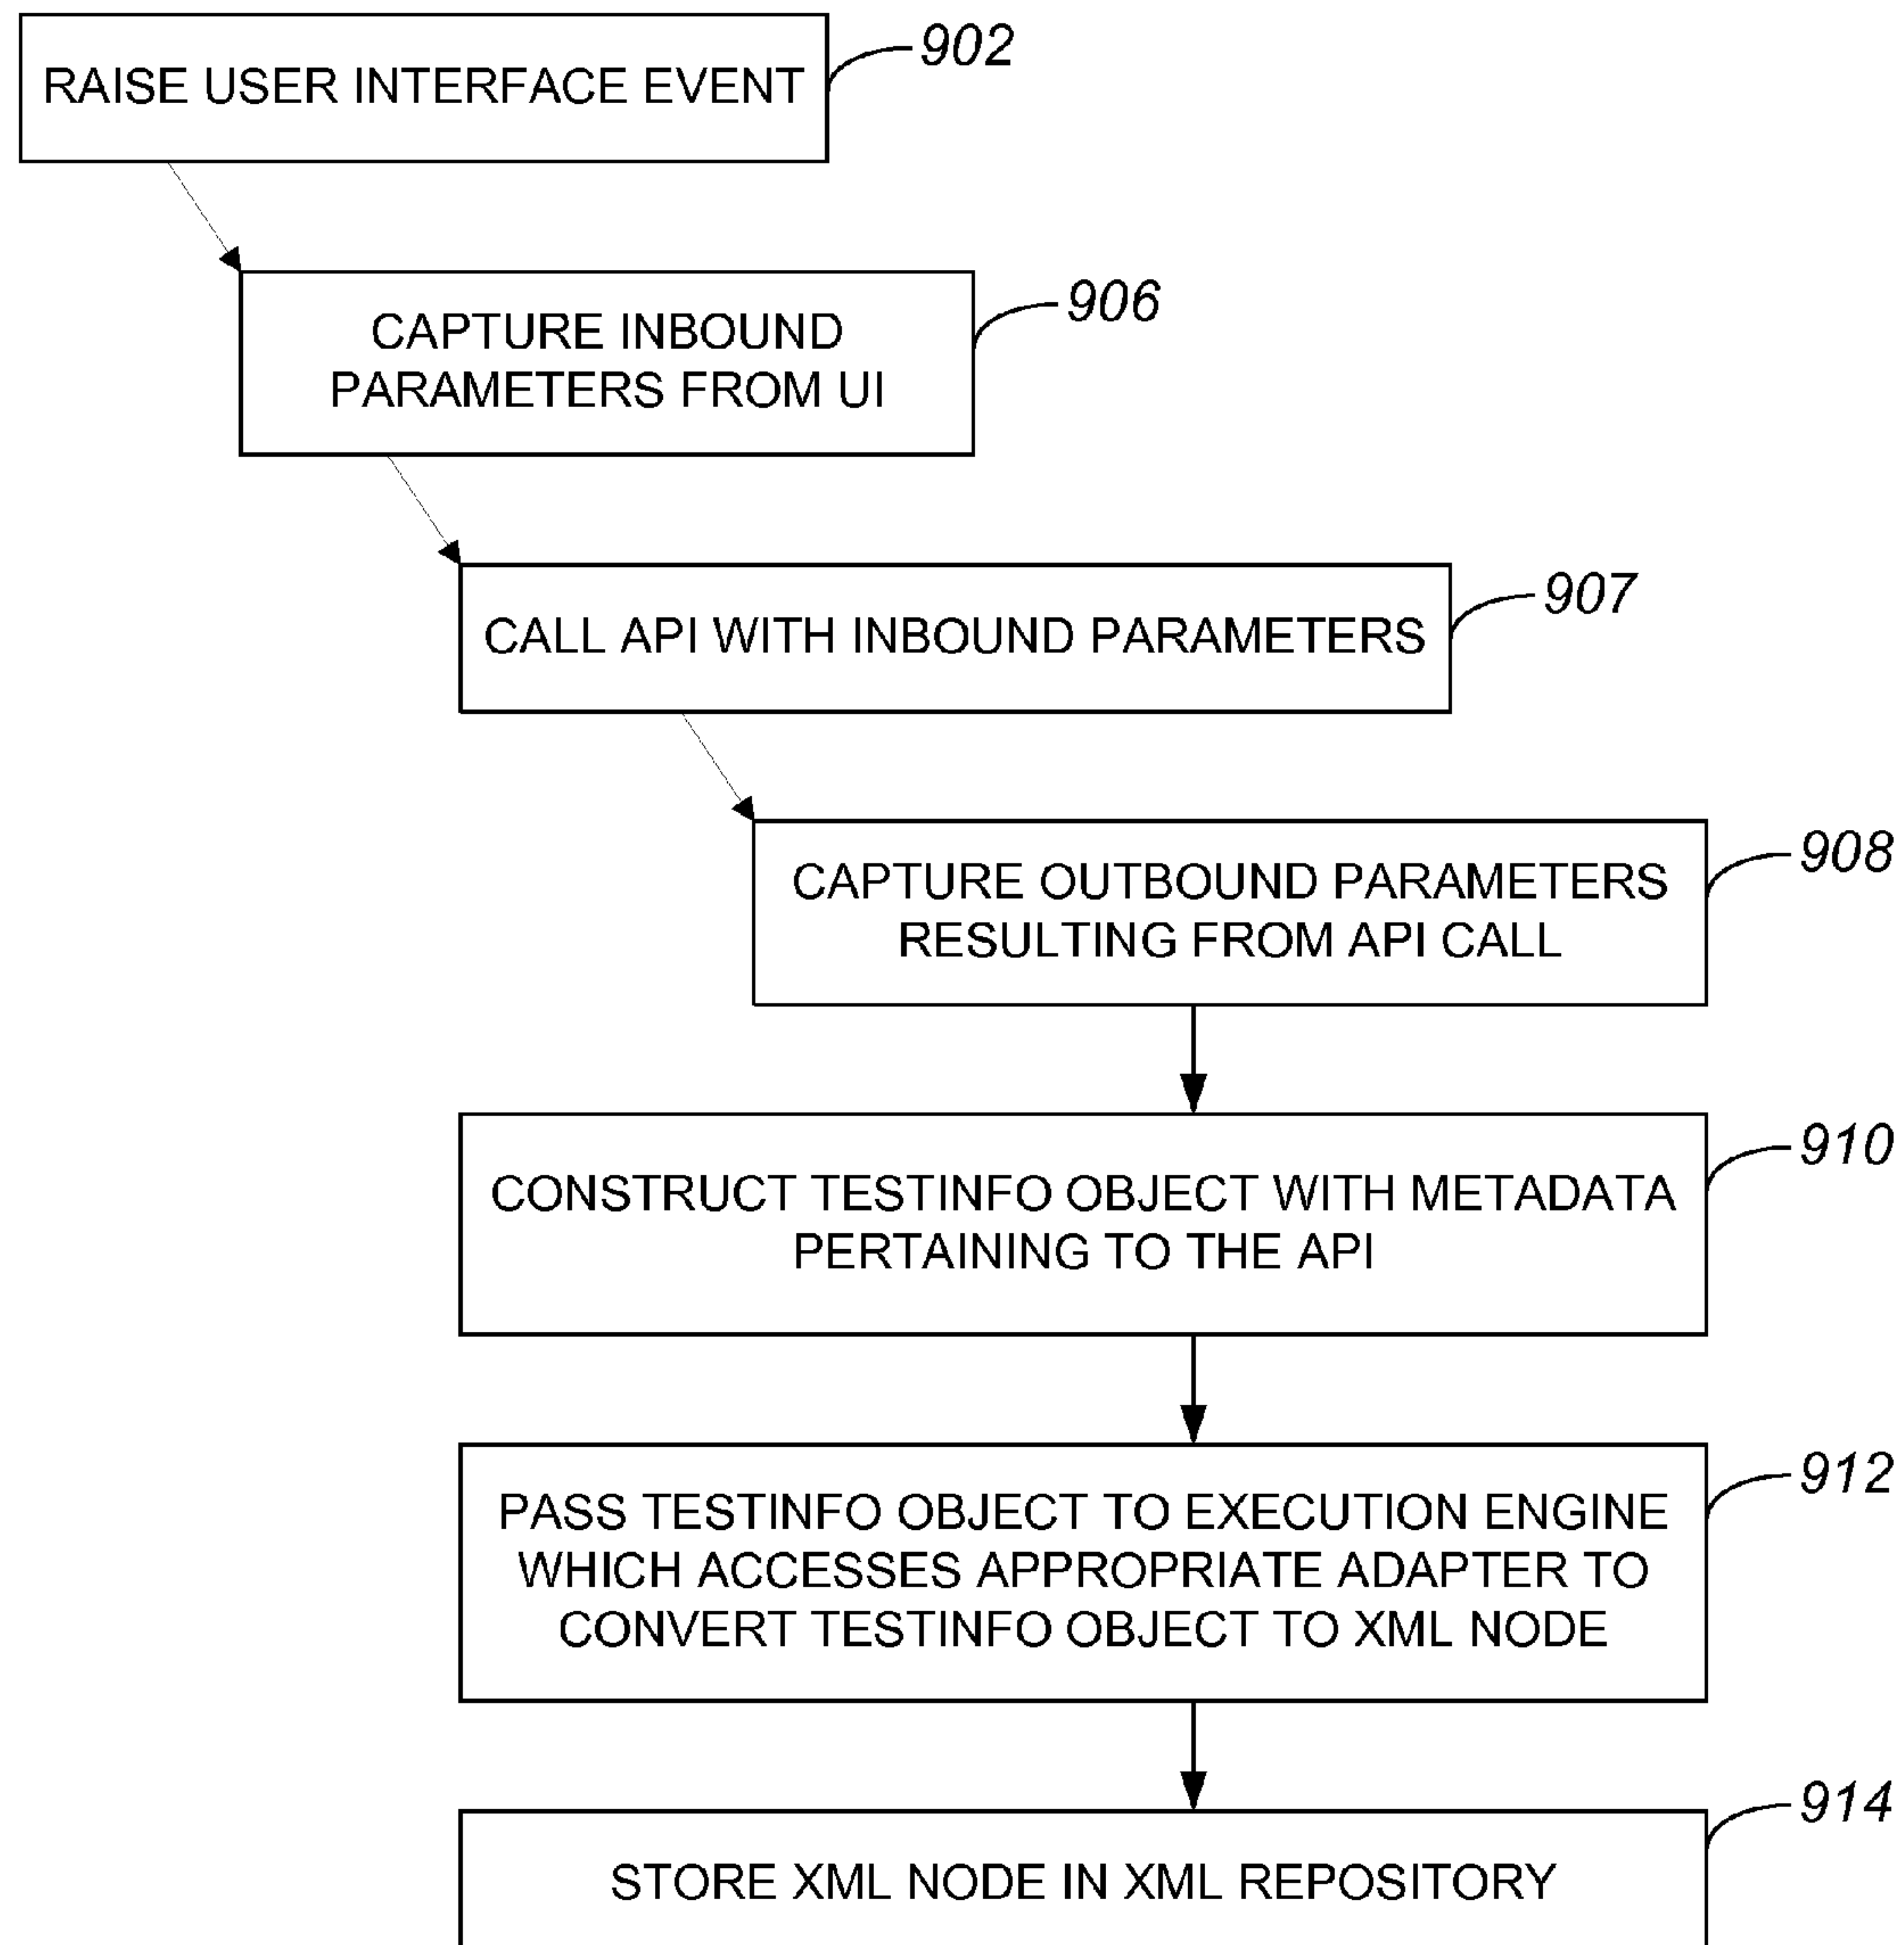 RAISE USER INTERFACE EVENT
902
CAPTURE INBOUND
PARAMETERS FROM UI
906
CALL API WITH INBOUND PARAMETERS
907
CAPTURE OUTBOUND PARAMETERS
RESULTING FROM API CALL
908
CONSTRUCT TESTINFO OBJECT WITH METADATA
PERTAINING TO THE API
910
PASS TESTINFO OBJECT TO EXECUTION ENGINE
WHICH ACCESSES APPROPRIATE ADAPTER TO
CONVERT TESTINFO OBJECT TO XML NODE
912
STORE XML NODE IN XML REPOSITORY
914